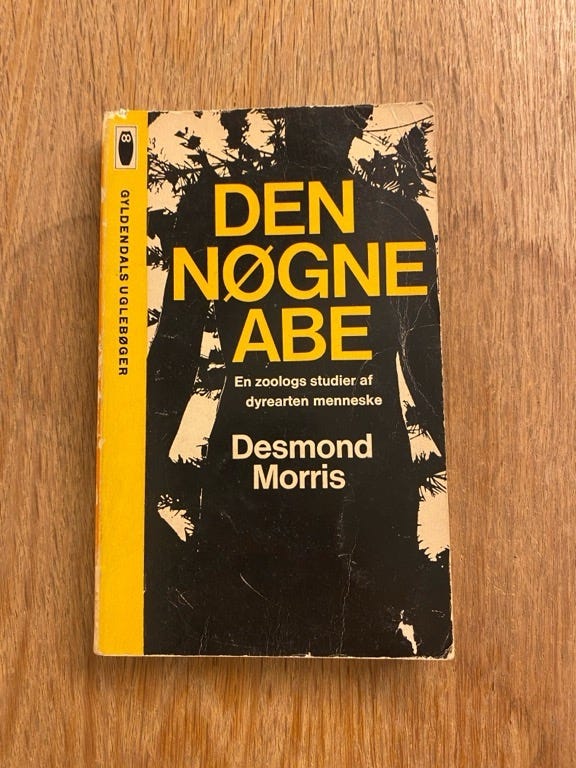 GYLDENDALS UGLEBØGER
DEN
NØGNE
ABE
En zoologs studier af
dyrearten menneske
Desmond
Morris